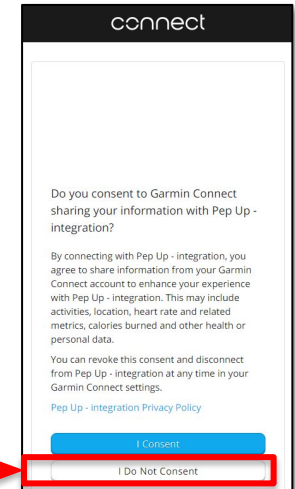 connect
Do you consent to Garmin Connect
sharing your information with Pep Up -
integration?
By connecting with Pep Up - integration, you
agree to share information from your Garmin
Connect account to enhance your experience
with Pep Up - integration. This may include
activities, location, heart rate and related
metrics, calories burned and other health or
personal data.
You can revoke this consent and disconnect
from Pep Up - integration at any time in your
Garmin Connect settings.
Pep Up - integration Privacy Policy
I Consent
I Do Not Consent